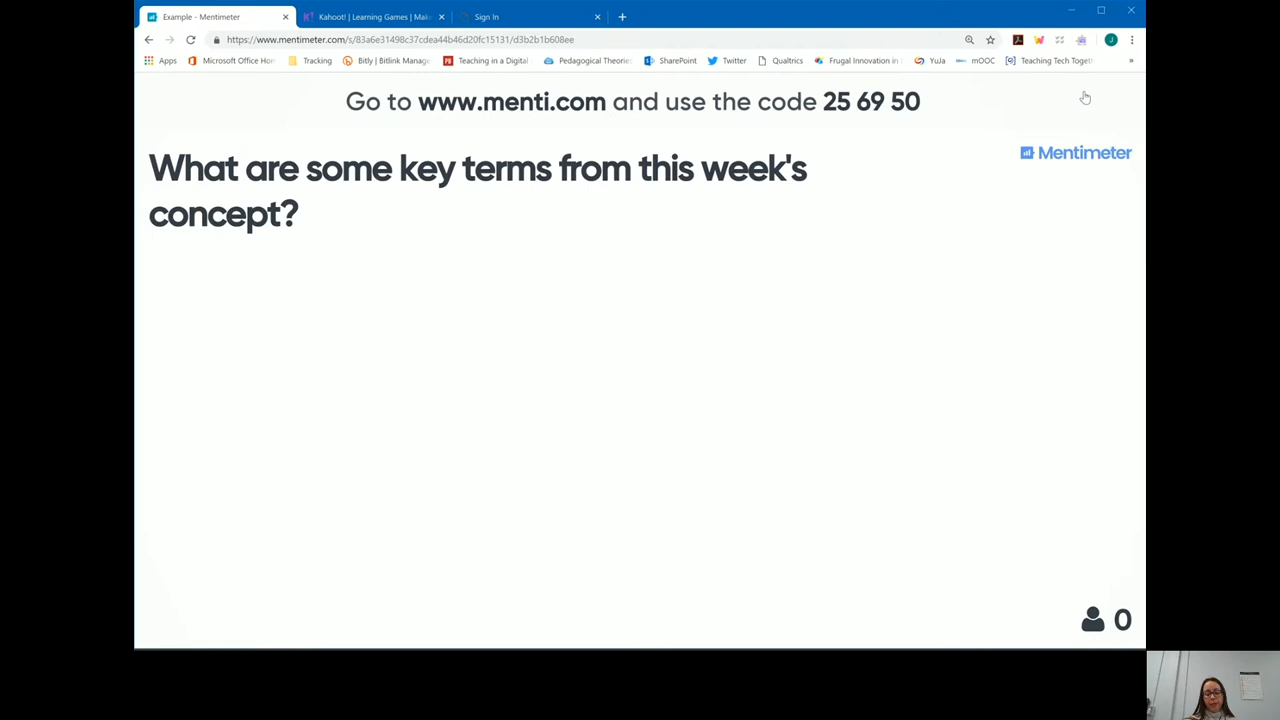 Example - Mentimeter
Kahoot! | Learning Games | Mak
Sign In
https://www.mentimeter.com/s/83a6e31498c37cdea44b46d20fc15131/d3b2b1b608ee
Apps Microsoft Office Hom Tracking Bitly | Bitlink Manage Teaching in a Digital Pedagogical Theories SharePoint Twitter Qualtrics Frugal Innovation in YuJa mOOC Teaching Tech Toget »
Go to www.menti.com and use the code 25 69 50
Mentimeter
What are some key terms from this week's
concept?
0